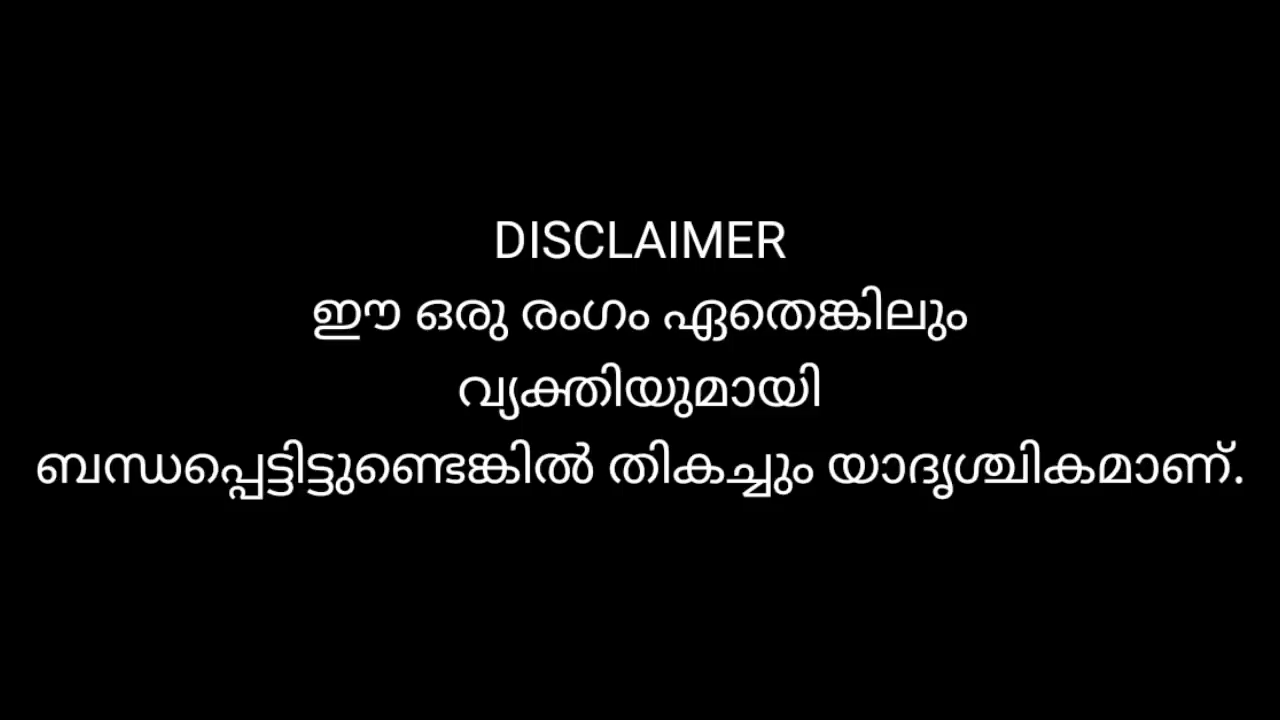 DISCLAIMER
ഈ ഒരു രംഗം ഏതെങ്കിലും
വ്യക്തിയുമായി
ബന്ധപ്പെട്ടിട്ടുണ്ടെങ്കിൽ തികച്ചും യാദൃശ്ചികമാണ്.